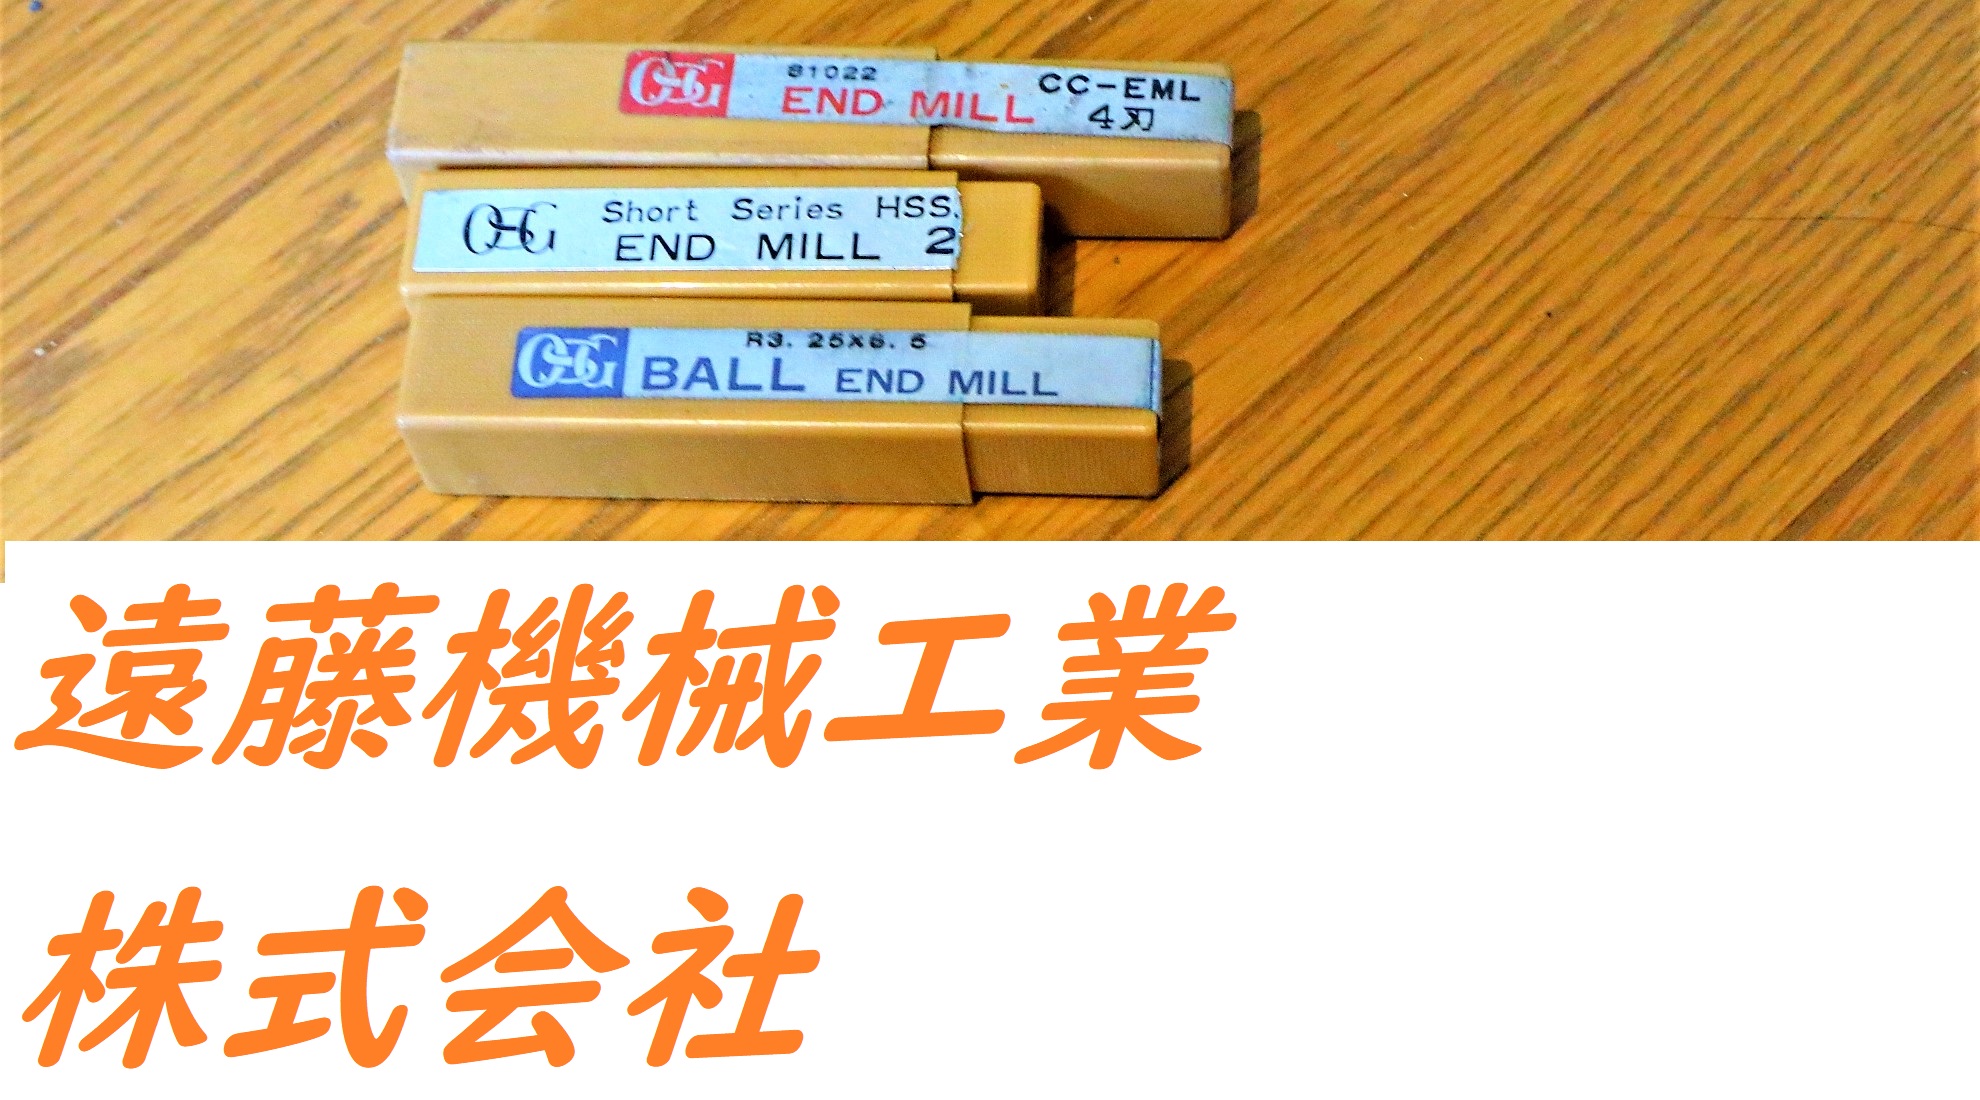 OSG 81022 CC-EML
END MILL 4刃
OSG Short Series HSS.
END MILL 2
R3. 25X6. 5
OSG BALL END MILL
遠藤機械工業
株式会社